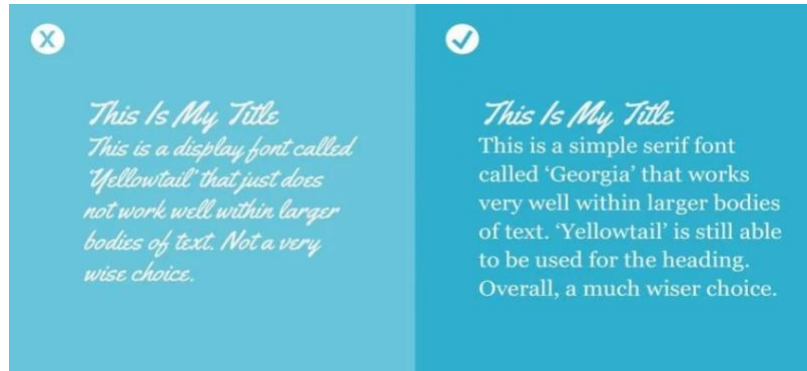 This Is My Title
This is a display font called
'Yellowtail' that just does
not work well within larger
bodies of text. Not a very
wise choice.
This Is My Title
This is a simple serif font
called ‘Georgia’ that works
very well within larger bodies
of text. ‘Yellowtail’ is still able
to be used for the heading.
Overall, a much wiser choice.